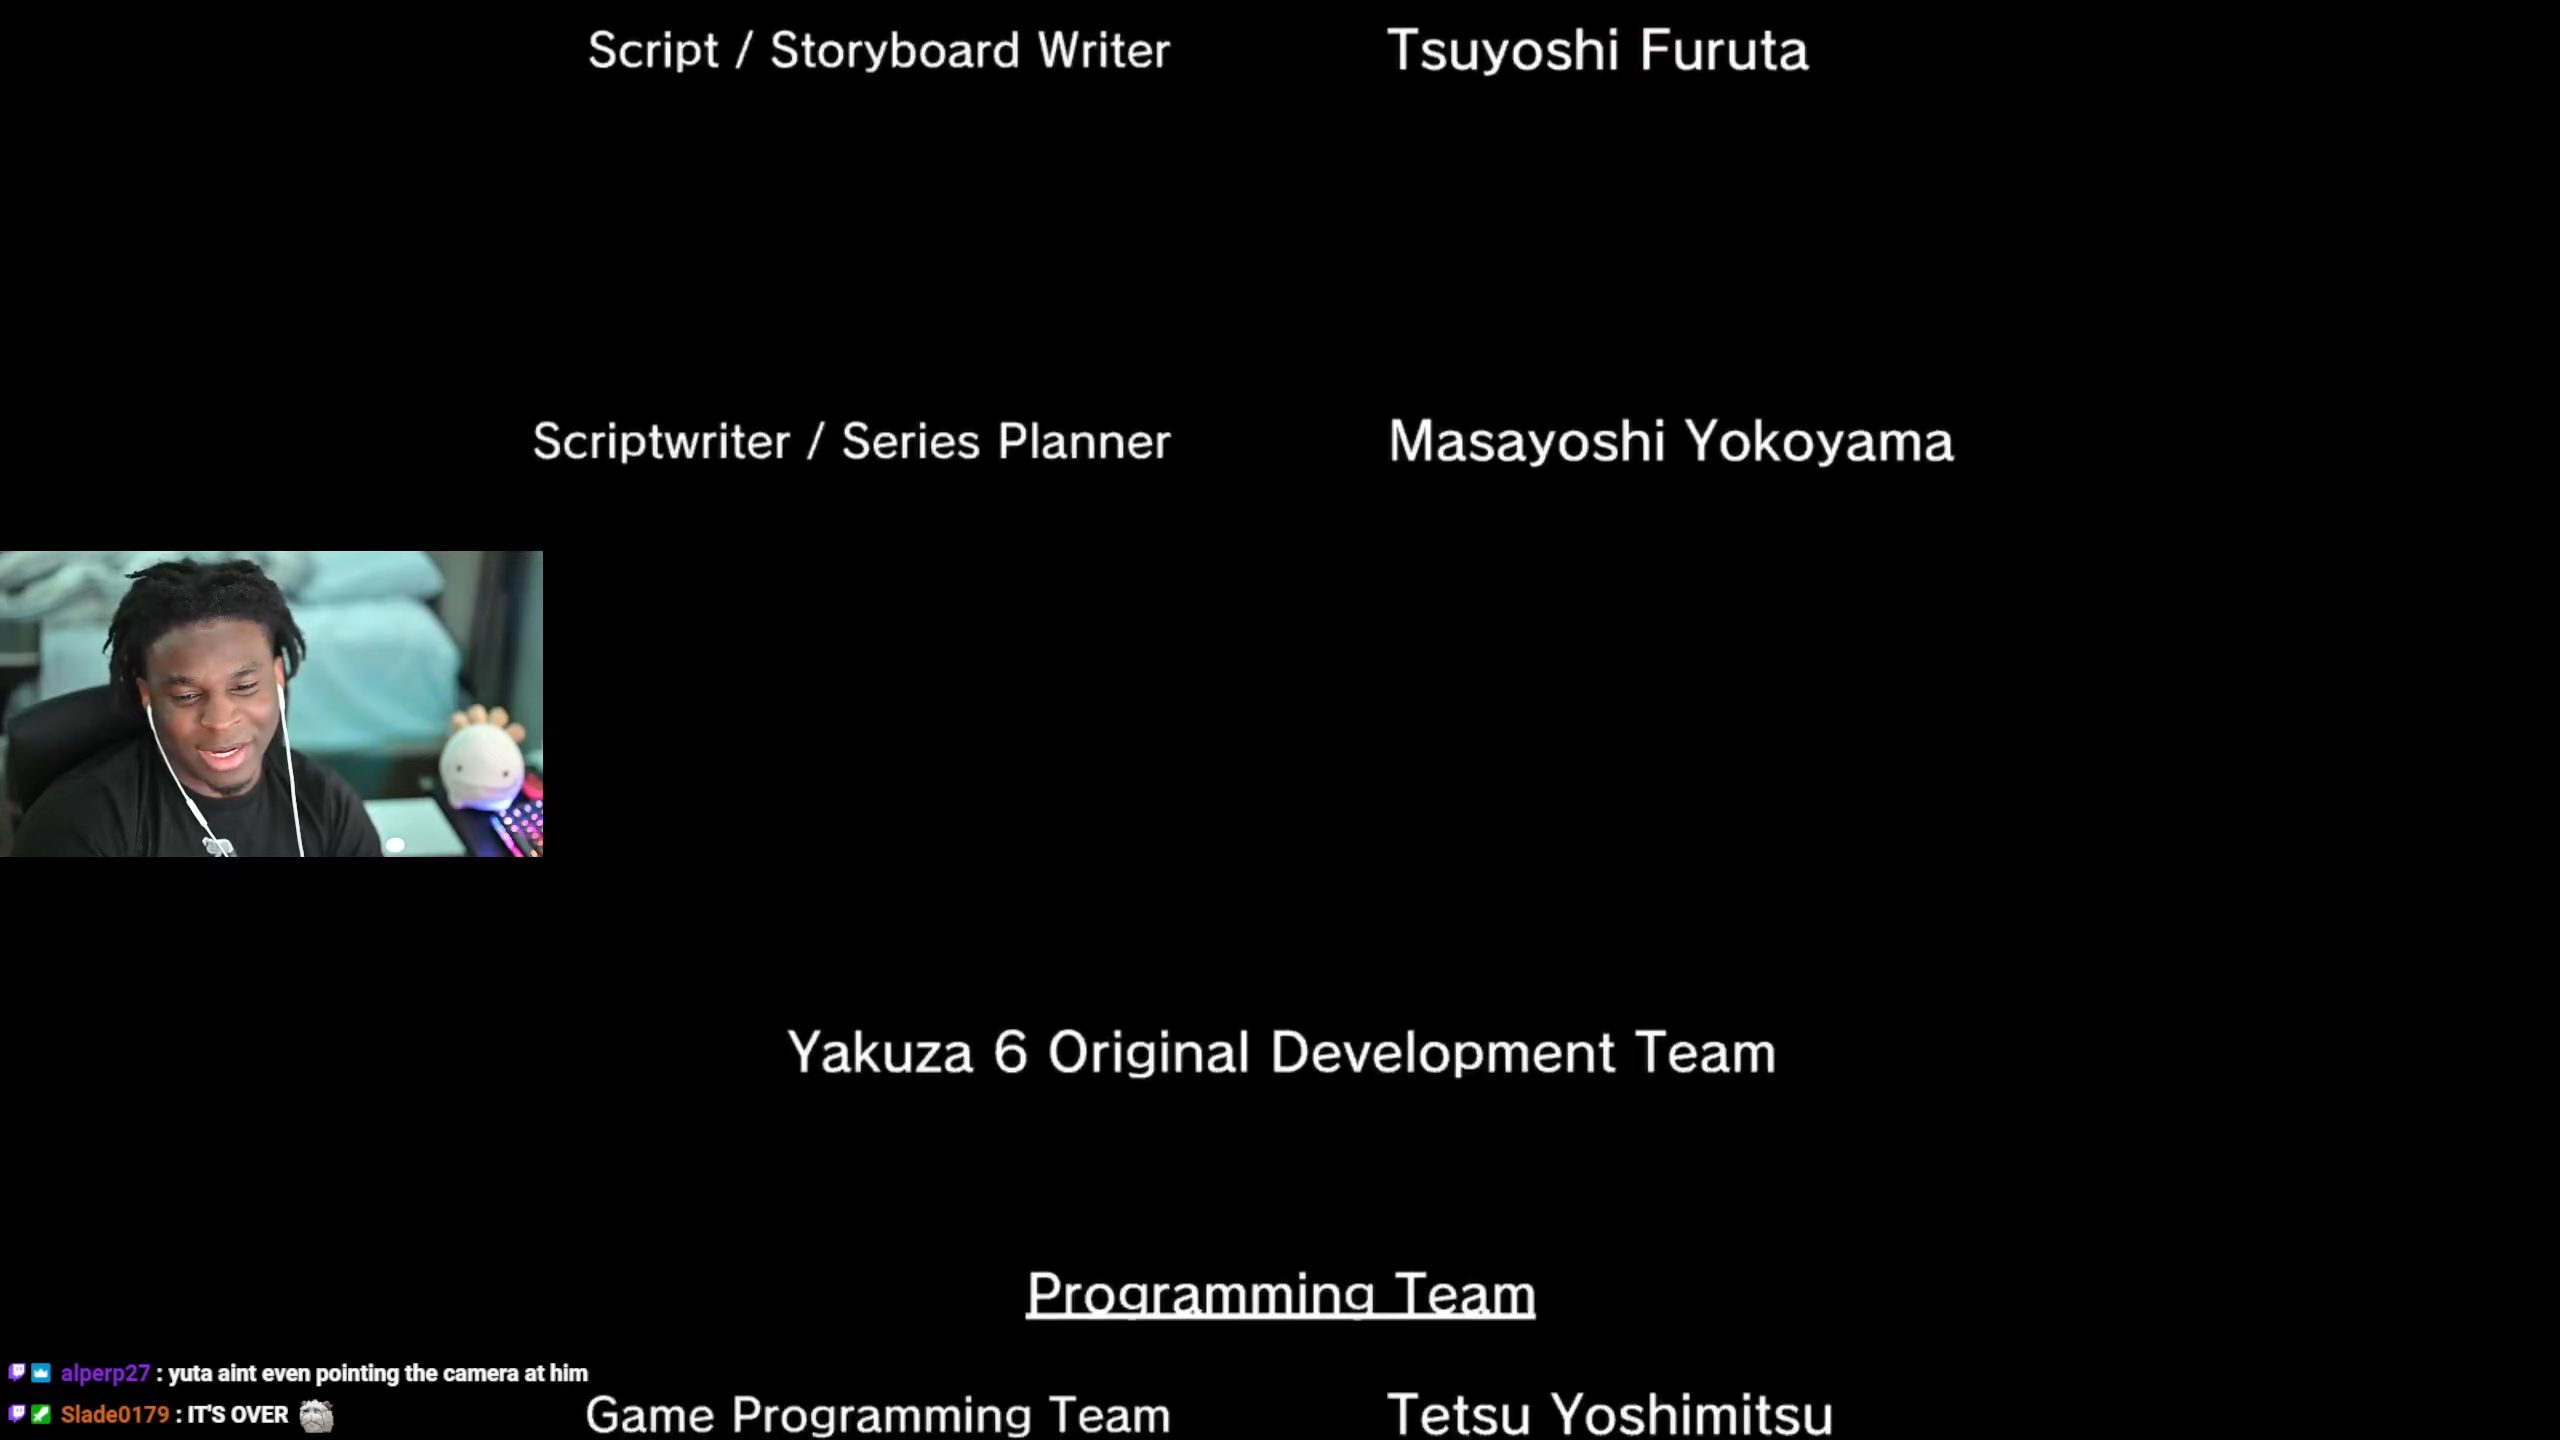 Script / Storyboard Writer Tsuyoshi Furuta
Scriptwriter / Series Planner Masayoshi Yokoyama
Yakuza 6 Original Development Team
Programming Team
Game Programming Team Tetsu Yoshimitsu
alperp27 : yuta aint even pointing the camera at him
Slade0179 : IT'S OVER